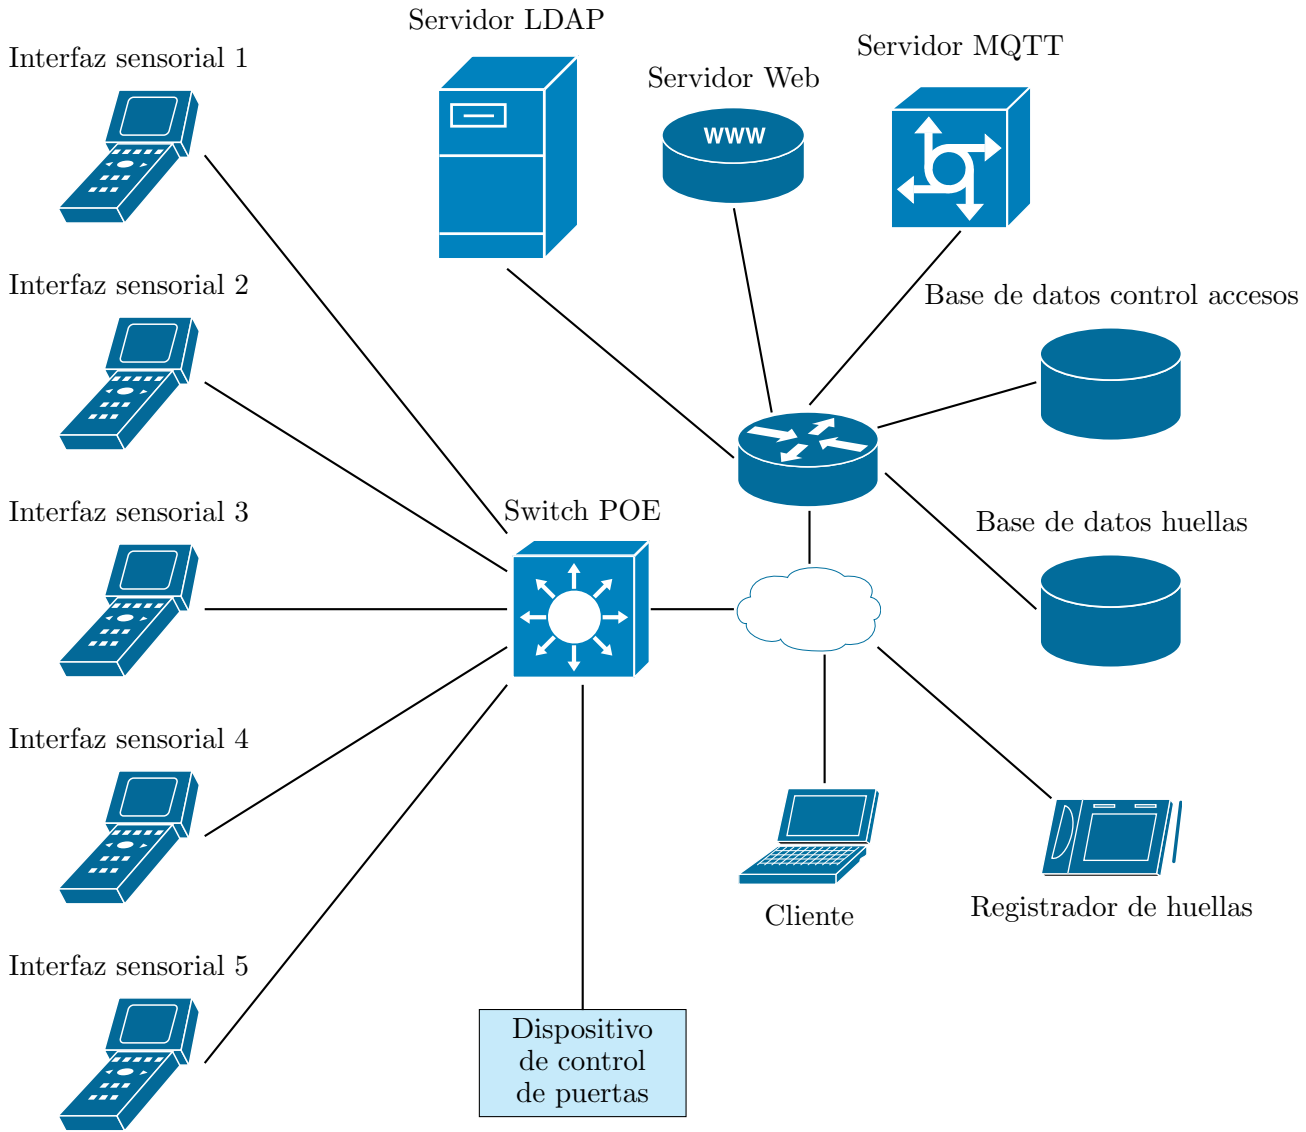 Servidor LDAP
Interfaz sensorial 1
Servidor Web
Servidor MQTT
WWW
Interfaz sensorial 2
Base de datos control accesos
Interfaz sensorial 3
Switch POE
Base de datos huellas
Interfaz sensorial 4
Cliente
Registrador de huellas
Interfaz sensorial 5
Dispositivo
de control
de puertas